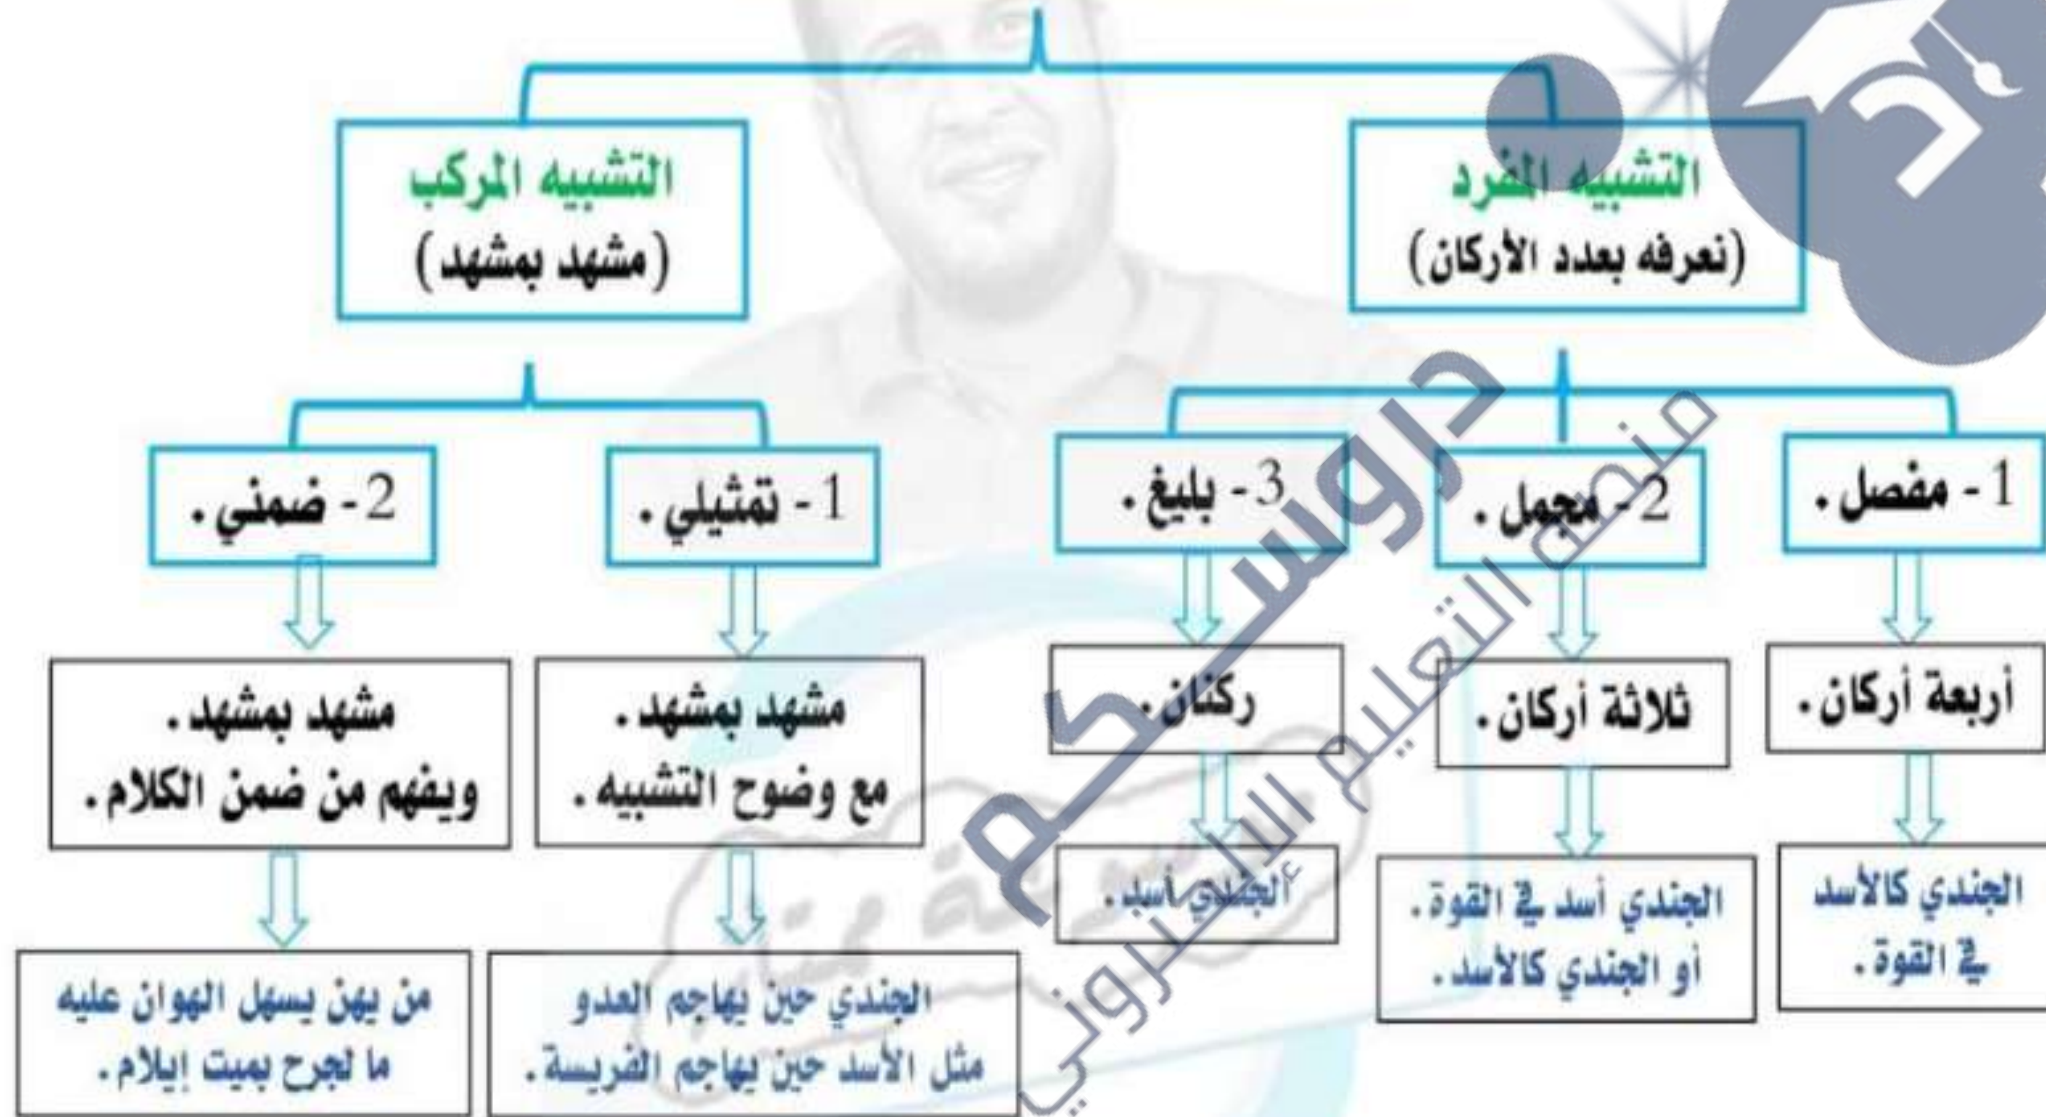 التشبيه المفرد
(نعرفه بعدد الأركان)
التشبيه المركب
(مشهد بمشهد)
1 - مفصل .
2 - مجمل .
3 - بليغ .
1 - تمثيلي .
2 - ضمني .
أربعة أركان .
ثلاثة أركان .
ركنان .
مشهد بمشهد .
مع وضوح التشبيه .
مشهد بمشهد .
ويفهم من ضمن الكلام .
الجندي كالأسد
في القوة .
الجندي أسد في القوة .
أو الجندي كالأسد .
الجندي أسد .
الجندي حين يهاجم العدو
مثل الأسد حين يهاجم الفريسة .
من يهن يسهل الهوان عليه
ما لجرح بميت إيلام .
دروسكم
منصة التعليم الإلكتروني